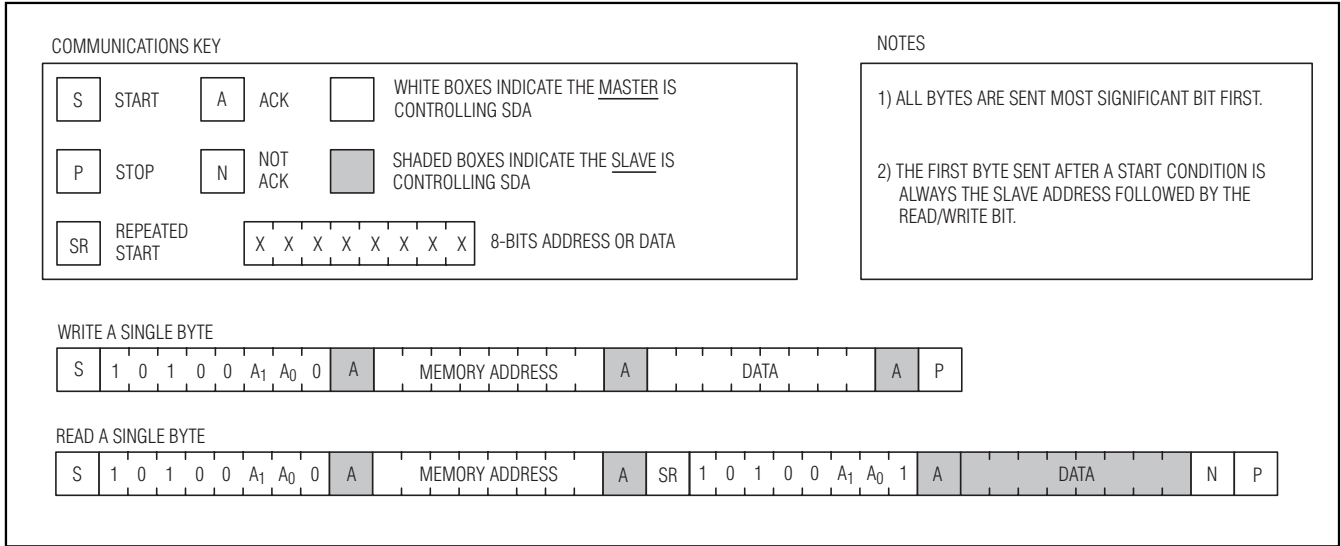 COMMUNICATIONS KEY
S START A ACK WHITE BOXES INDICATE THE MASTER IS
CONTROLLING SDA
P STOP N NOT
ACK SHADED BOXES INDICATE THE SLAVE IS
CONTROLLING SDA
SR REPEATED
START X X X X X X X X 8-BITS ADDRESS OR DATA
NOTES
1) ALL BYTES ARE SENT MOST SIGNIFICANT BIT FIRST.
2) THE FIRST BYTE SENT AFTER A START CONDITION IS
ALWAYS THE SLAVE ADDRESS FOLLOWED BY THE
READ/WRITE BIT.
WRITE A SINGLE BYTE
S 1 0 1 0 0 A1 A0 0 A MEMORY ADDRESS A DATA A P
READ A SINGLE BYTE
S 1 0 1 0 0 A1 A0 0 A MEMORY ADDRESS A SR 1 0 1 0 0 A1 A0 1 A DATA N P